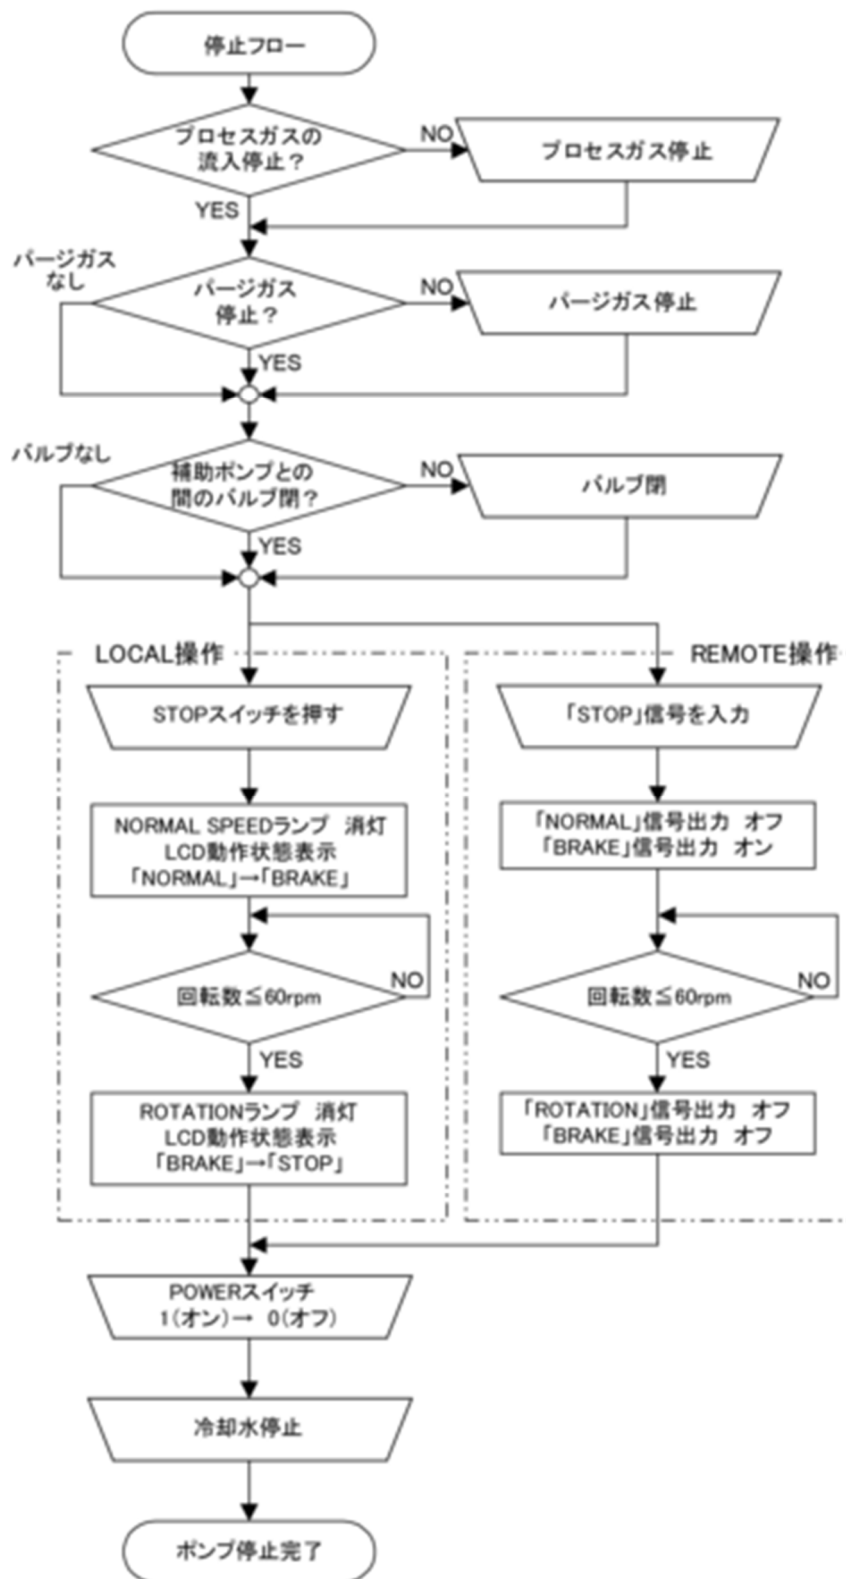 停止フロー
プロセスガスの
流入停止？
NO
プロセスガス停止
YES
パージガス
なし
パージガス
停止？
NO
パージガス停止
YES
バルブなし
補助ポンプとの
間のバルブ閉？
NO
バルブ閉
YES
LOCAL操作
STOPスイッチを押す
NORMAL SPEEDランプ　消灯
LCD動作状態表示
「NORMAL」→「BRAKE」
回転数≦60rpm
NO
YES
ROTATIONランプ　消灯
LCD動作状態表示
「BRAKE」→「STOP」
REMOTE操作
「STOP」信号を入力
「NORMAL」信号出力　オフ
「BRAKE」信号出力　オン
回転数≦60rpm
NO
YES
「ROTATION」信号出力　オフ
「BRAKE」信号出力　オフ
POWERスイッチ
1(オン)→ 0(オフ)
冷却水停止
ポンプ停止完了